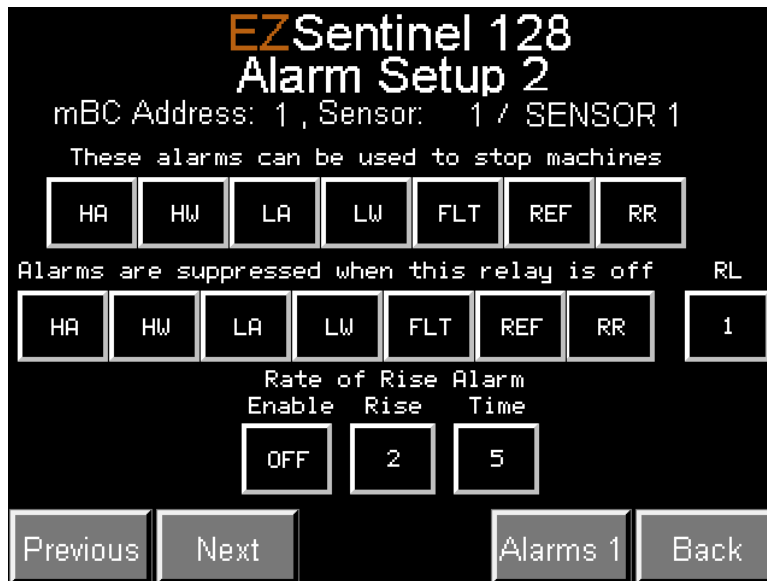 EZSentinel 128
Alarm Setup 2
mBC Address: 1 , Sensor: 1 / SENSOR 1
These alarms can be used to stop machines
HA HW LA LW FLT REF RR
Alarms are suppressed when this relay is off RL
HA HW LA LW FLT REF RR 1
Rate of Rise Alarm
Enable Rise Time
OFF 2 5
Previous Next Alarms 1 Back